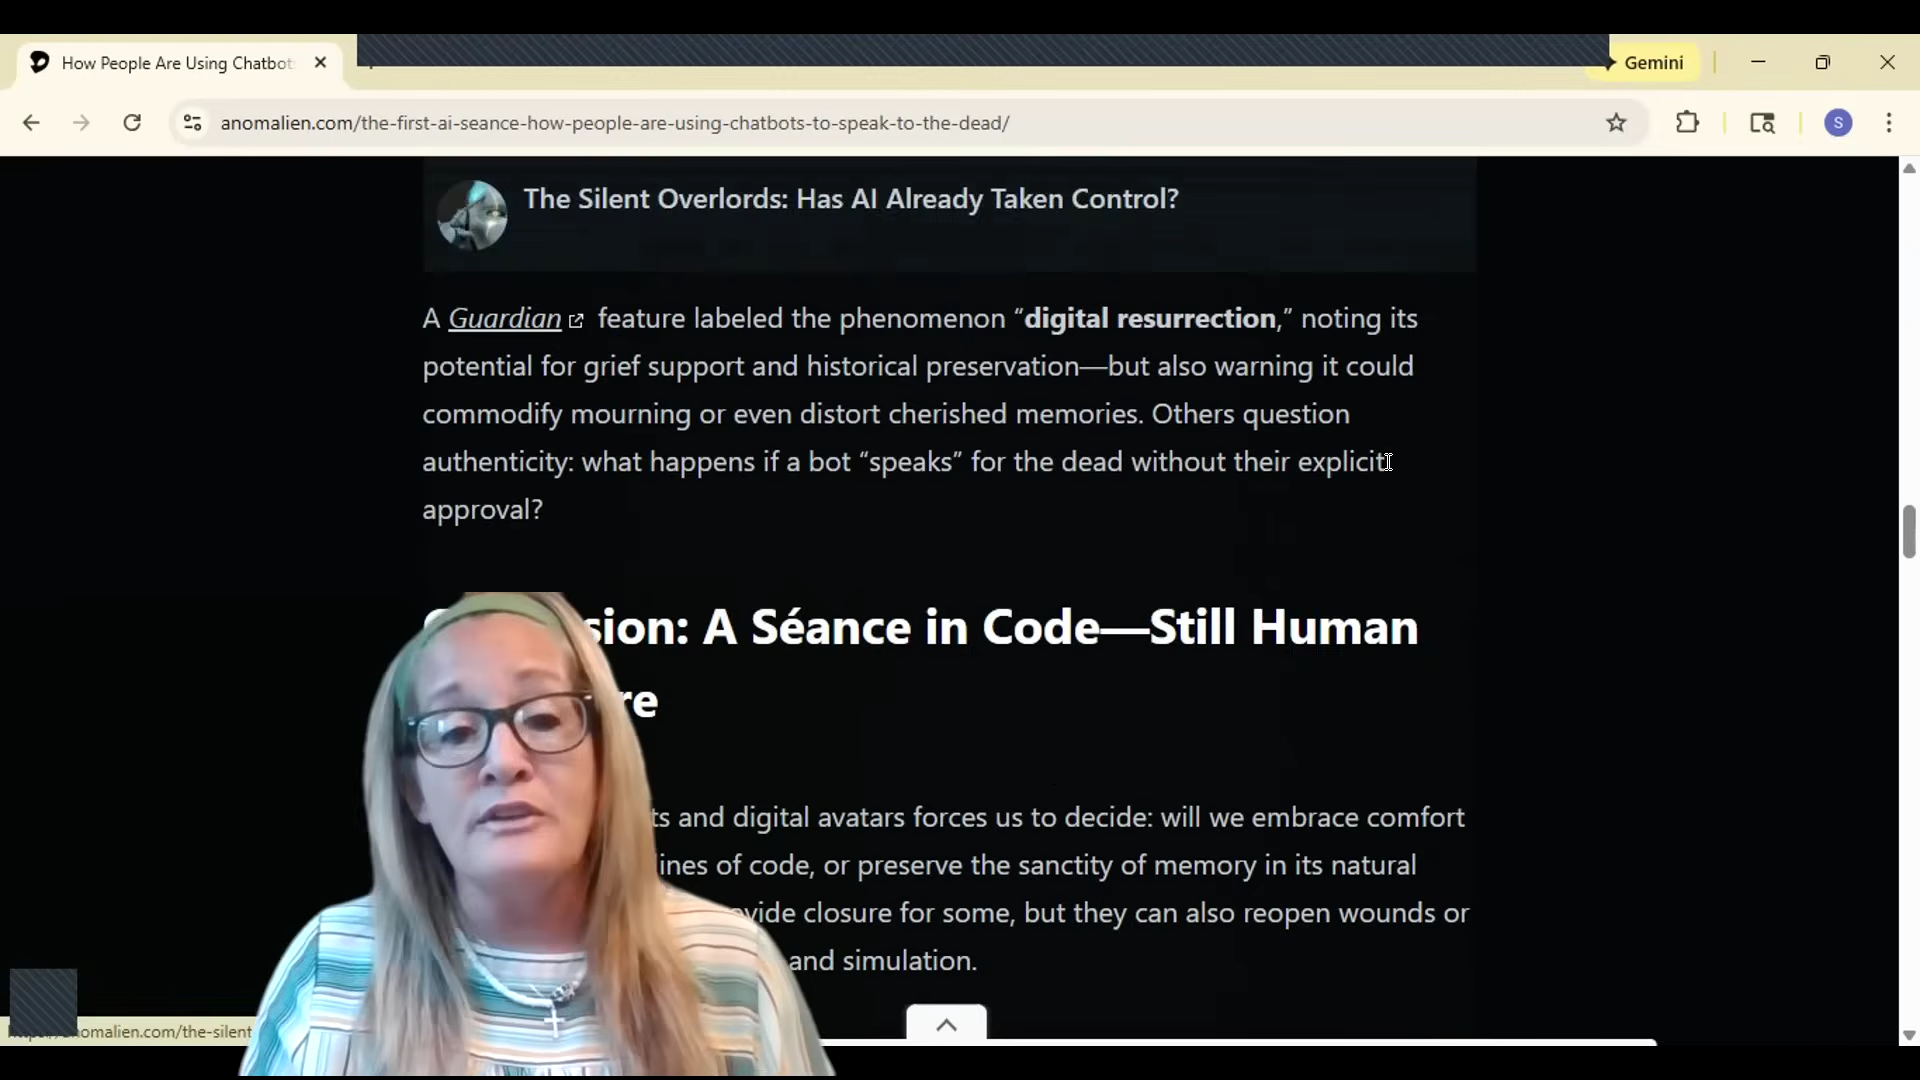 How People Are Using Chatbots
Gemini
anomalien.com/the-first-ai-seance-how-people-are-using-chatbots-to-speak-to-the-dead/
S
The Silent Overlords: Has AI Already Taken Control?
A Guardian feature labeled the phenomenon “digital resurrection,” noting its
potential for grief support and historical preservation—but also warning it could
commodify mourning or even distort cherished memories. Others question
authenticity: what happens if a bot “speaks” for the dead without their explicit
approval?
sion: A Séance in Code—Still Human
re
ts and digital avatars forces us to decide: will we embrace comfort
lines of code, or preserve the sanctity of memory in its natural
vide closure for some, but they can also reopen wounds or
and simulation.
anomalien.com/the-silent